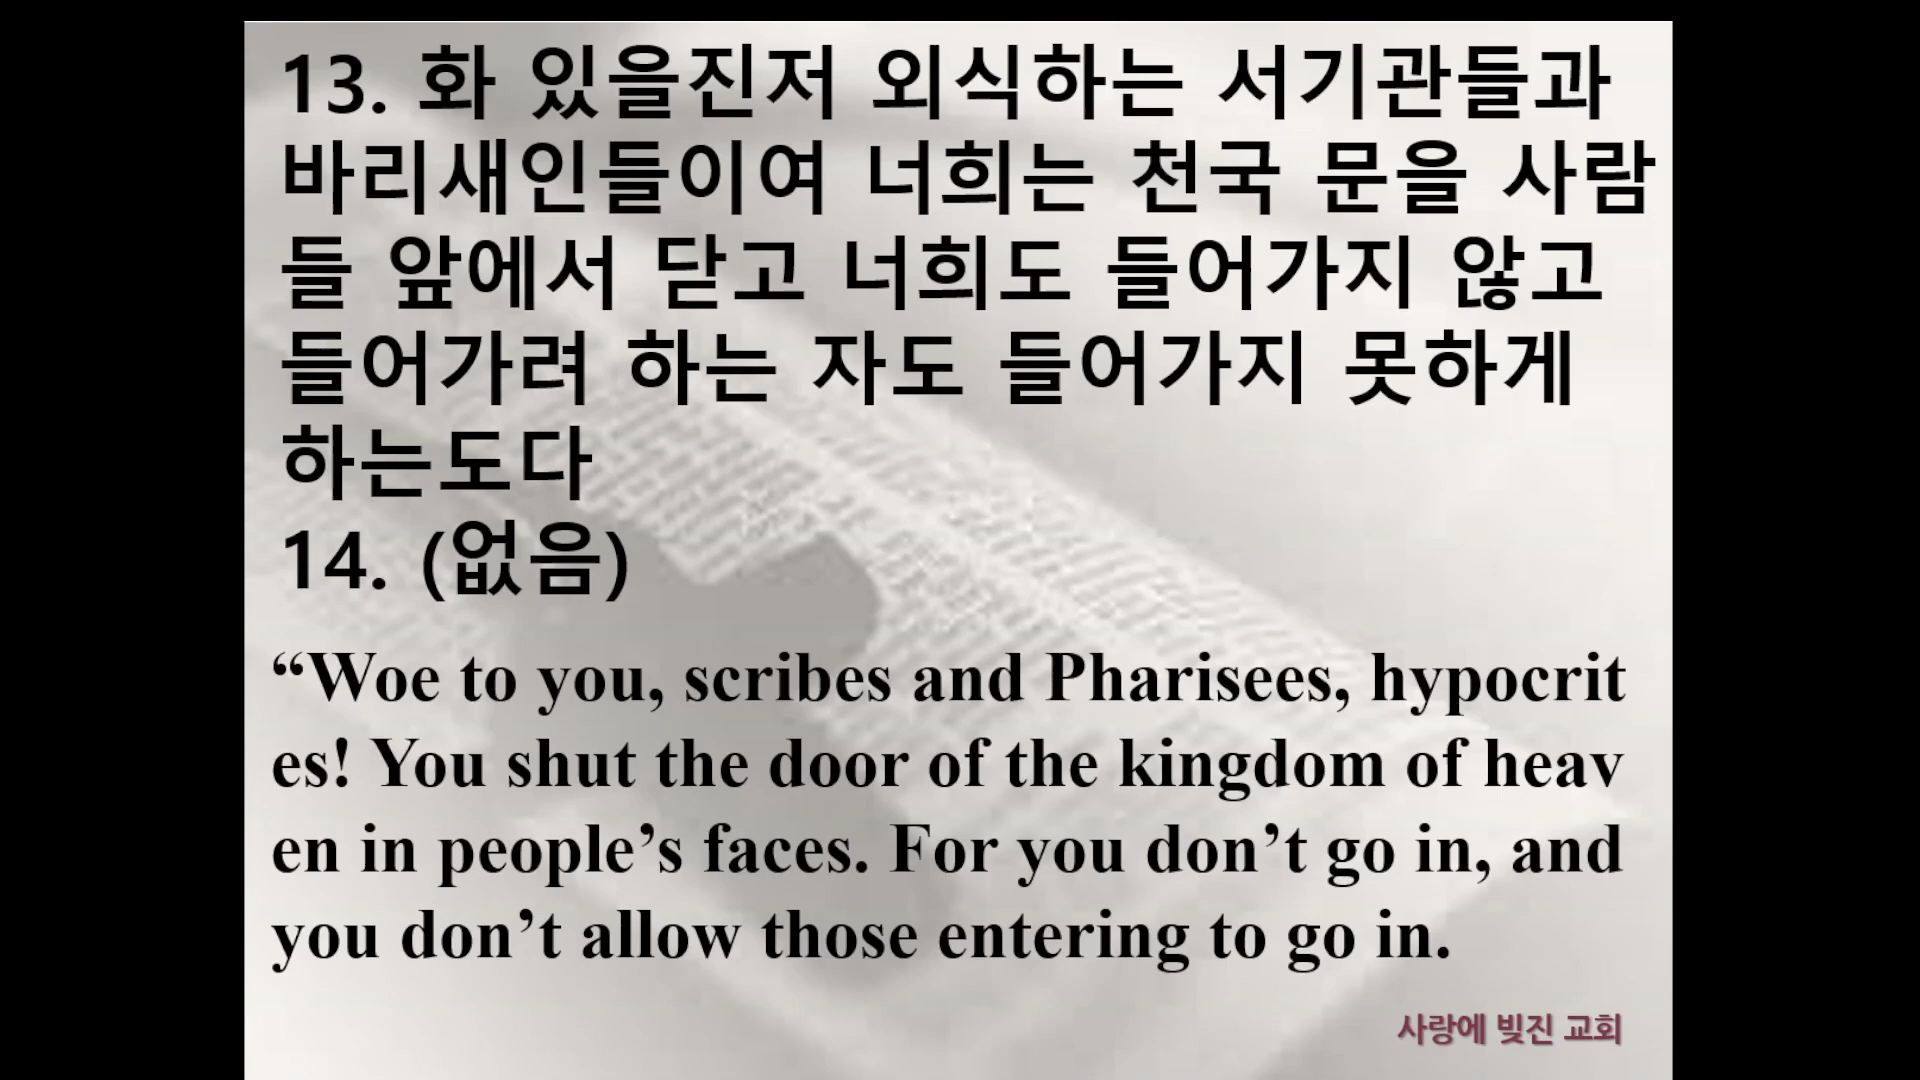 13. 화 있을진저 외식하는 서기관들과
바리새인들이여 너희는 천국 문을 사람
들 앞에서 닫고 너희도 들어가지 않고
들어가려 하는 자도 들어가지 못하게
하는도다
14. (없음)
“Woe to you, scribes and Pharisees, hypocrit
es! You shut the door of the kingdom of heav
en in people’s faces. For you don’t go in, and
you don’t allow those entering to go in.
사랑에 빚진 교회